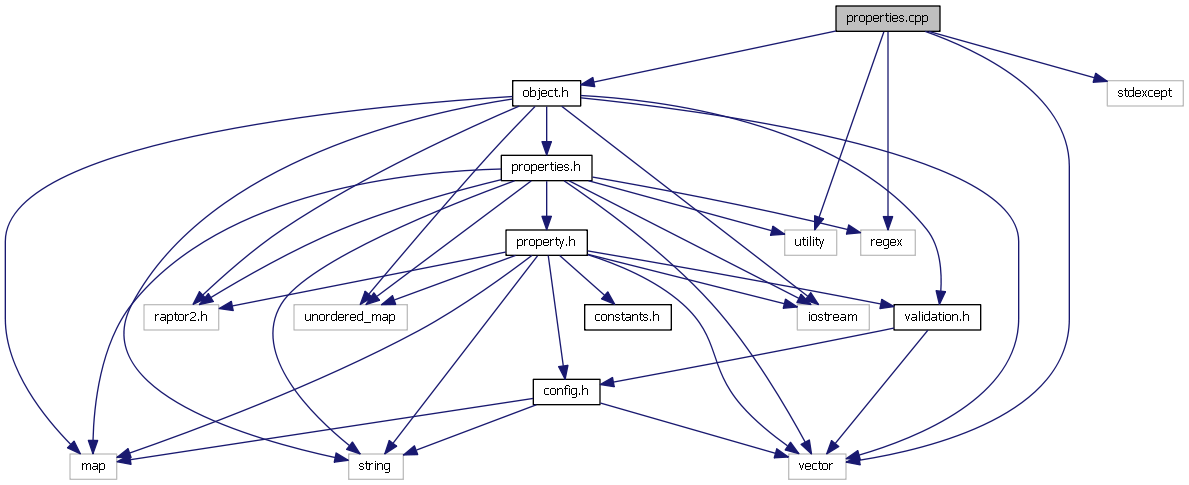 properties.cpp
object.h
stdexcept
properties.h
property.h
utility
regex
raptor2.h
unordered_map
constants.h
iostream
validation.h
config.h
map
string
vector